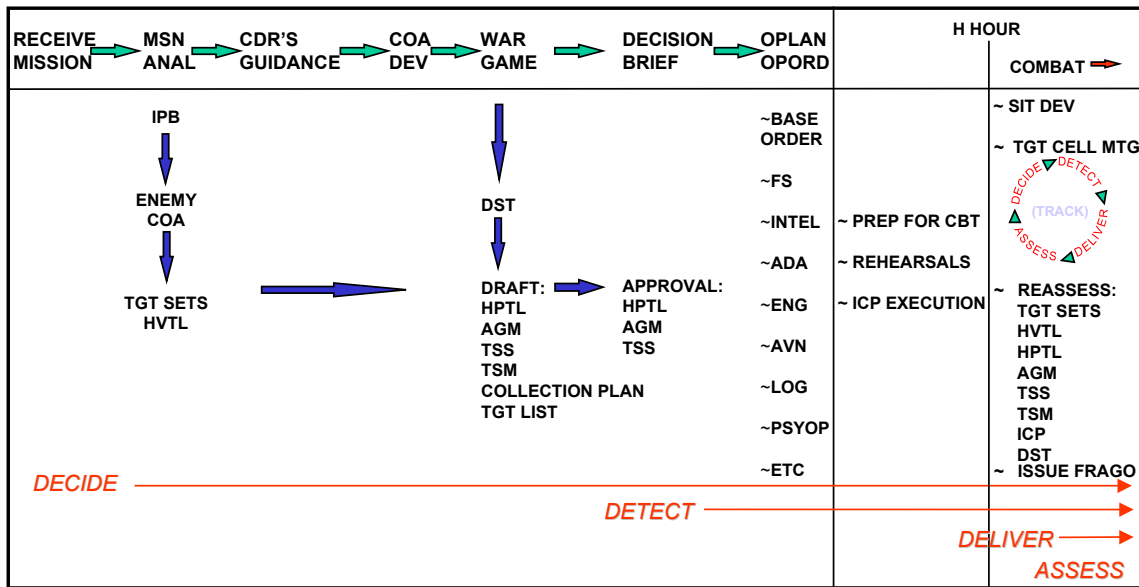 RECEIVE
MISSION
MSN
ANAL
CDR'S
GUIDANCE
COA
DEV
WAR
GAME
DECISION
BRIEF
OPLAN
OPORD
H HOUR
COMBAT
IPB
ENEMY
COA
TGT SETS
HVTL
DST
DRAFT:
HPTL
AGM
TSS
TSM
COLLECTION PLAN
TGT LIST
APPROVAL:
HPTL
AGM
TSS
~BASE
ORDER
~FS
~INTEL
~ADA
~ENG
~AVN
~LOG
~PSYOP
~ETC
~ PREP FOR CBT
~ REHEARSALS
~ ICP EXECUTION
~ SIT DEV
~ TGT CELL MTG
DECIDE
DETECT
DELIVER
ASSESS
(TRACK)
~ REASSESS:
TGT SETS
HVTL
HPTL
AGM
TSS
TSM
ICP
DST
~ ISSUE FRAGO
DECIDE
DETECT
DELIVER
ASSESS